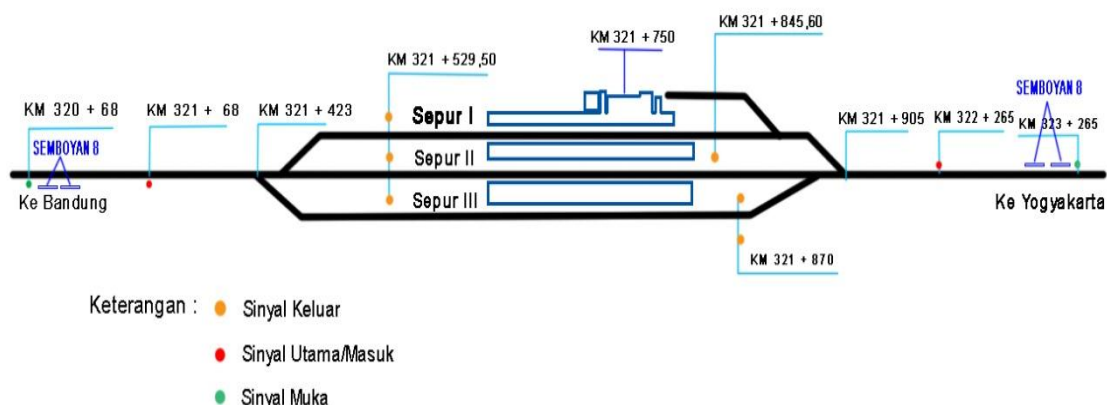 KM 321 + 845,60
KM 321 +750
KM 321 +529,50
SEMBOYAN 8
KM 320 + 68
KM 321 + 68
KM 321 +423
Sepur I
KM 321 + 905
KM 322 + 265
KM 323 + 265
SEMBOYAN 8
Sepur II
Ke Bandung
Sepur III
Ke Yogyakarta
KM 321 + 870
Keterangan :
Sinyal Keluar
Sinyal Utama/Masuk
Sinyal Muka